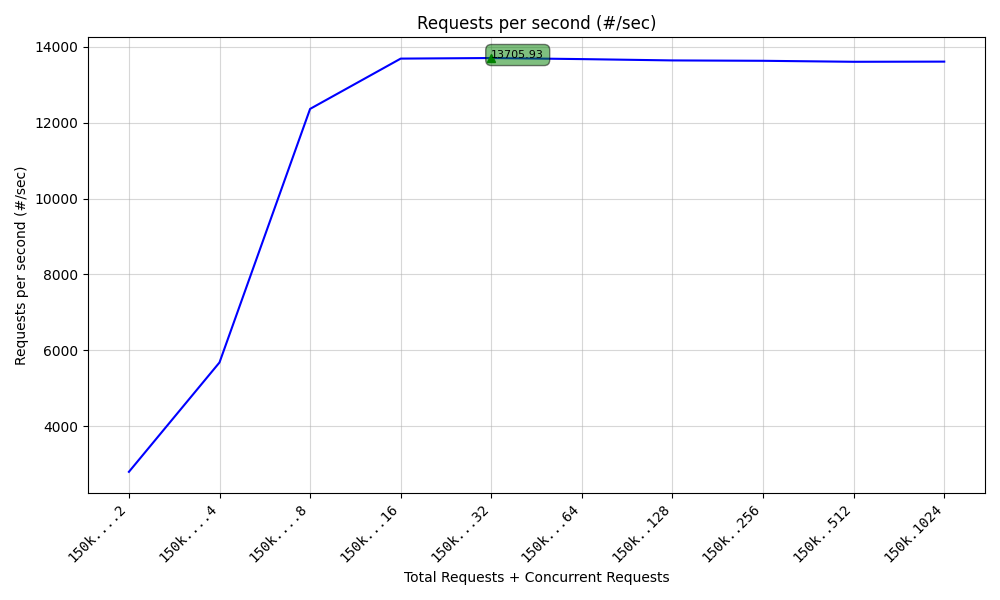 Requests per second (#/sec)
14000
13705.93
12000
10000
8000
6000
4000
Requests per second (#/sec)
150k....2
150k....4
150k....8
150k...16
150k...32
150k...64
150k..128
150k..256
150k..512
150k.1024
Total Requests + Concurrent Requests